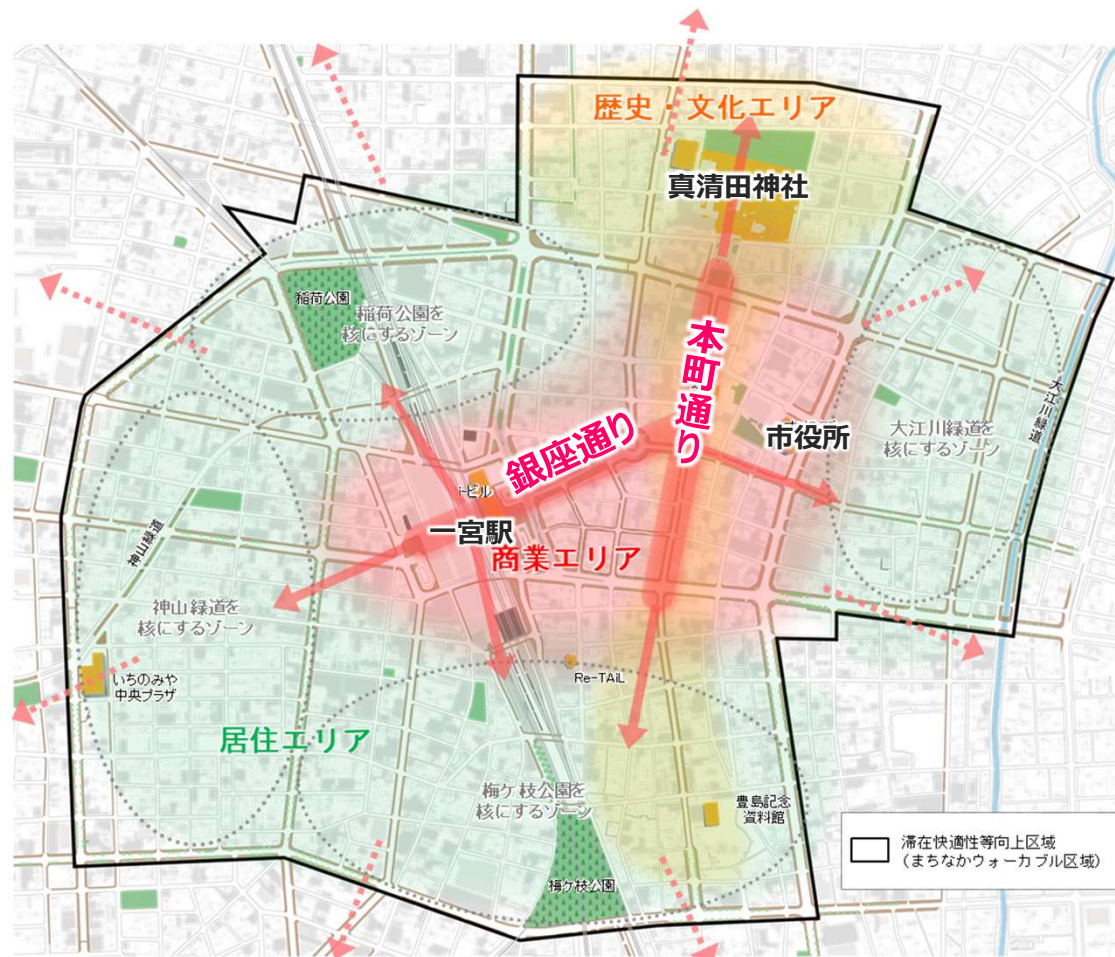 歴史・文化エリア
真清田神社
稲荷公園
稲荷公園を
核にするゾーン
本町通り
銀座通り
市役所
大江川緑道を
核にするゾーン
大江川緑道
i-ビル
一宮駅
商業エリア
神山緑道
神山緑道を
核にするゾーン
いちのみや
中央プラザ
Re-TAiL
居住エリア
梅ケ枝公園を
核にするゾーン
豊島記念
資料館
梅ケ枝公園
滞在快適性等向上区域
(まちなかウォーカブル区域)